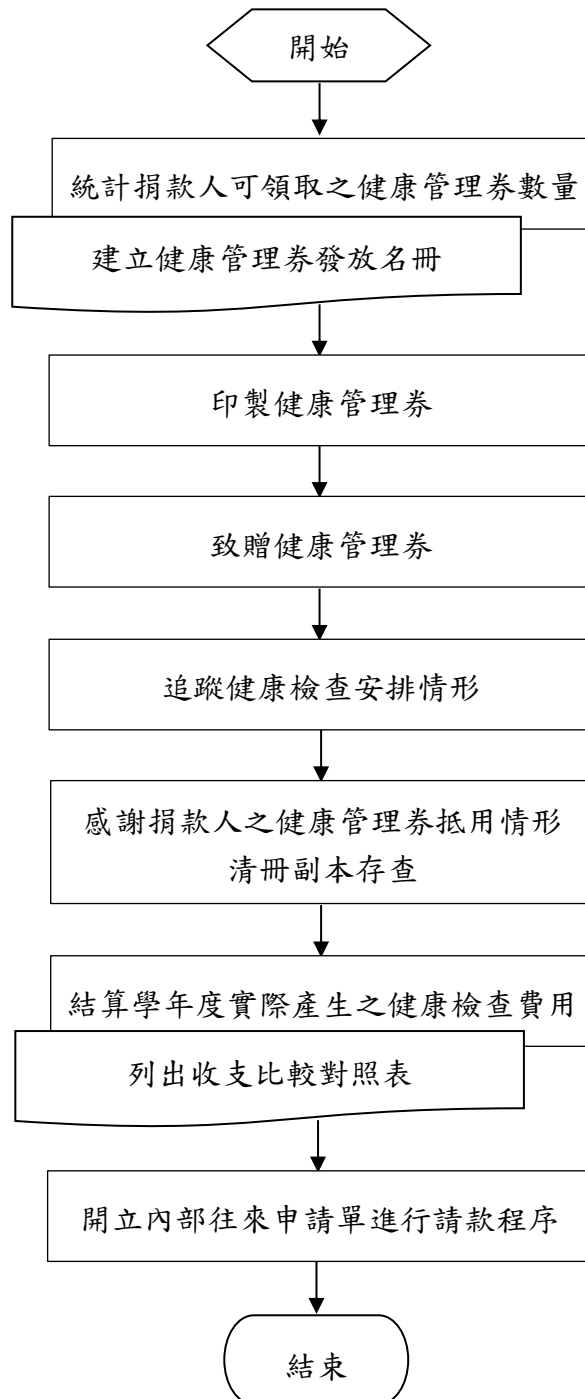 開始
統計捐款人可領取之健康管理券數量
建立健康管理券發放名冊
印製健康管理券
致贈健康管理券
追蹤健康檢查安排情形
感謝捐款人之健康管理券抵用情形
清冊副本存查
結算學年度實際產生之健康檢查費用
列出收支比較對照表
開立內部往來申請單進行請款程序
結束